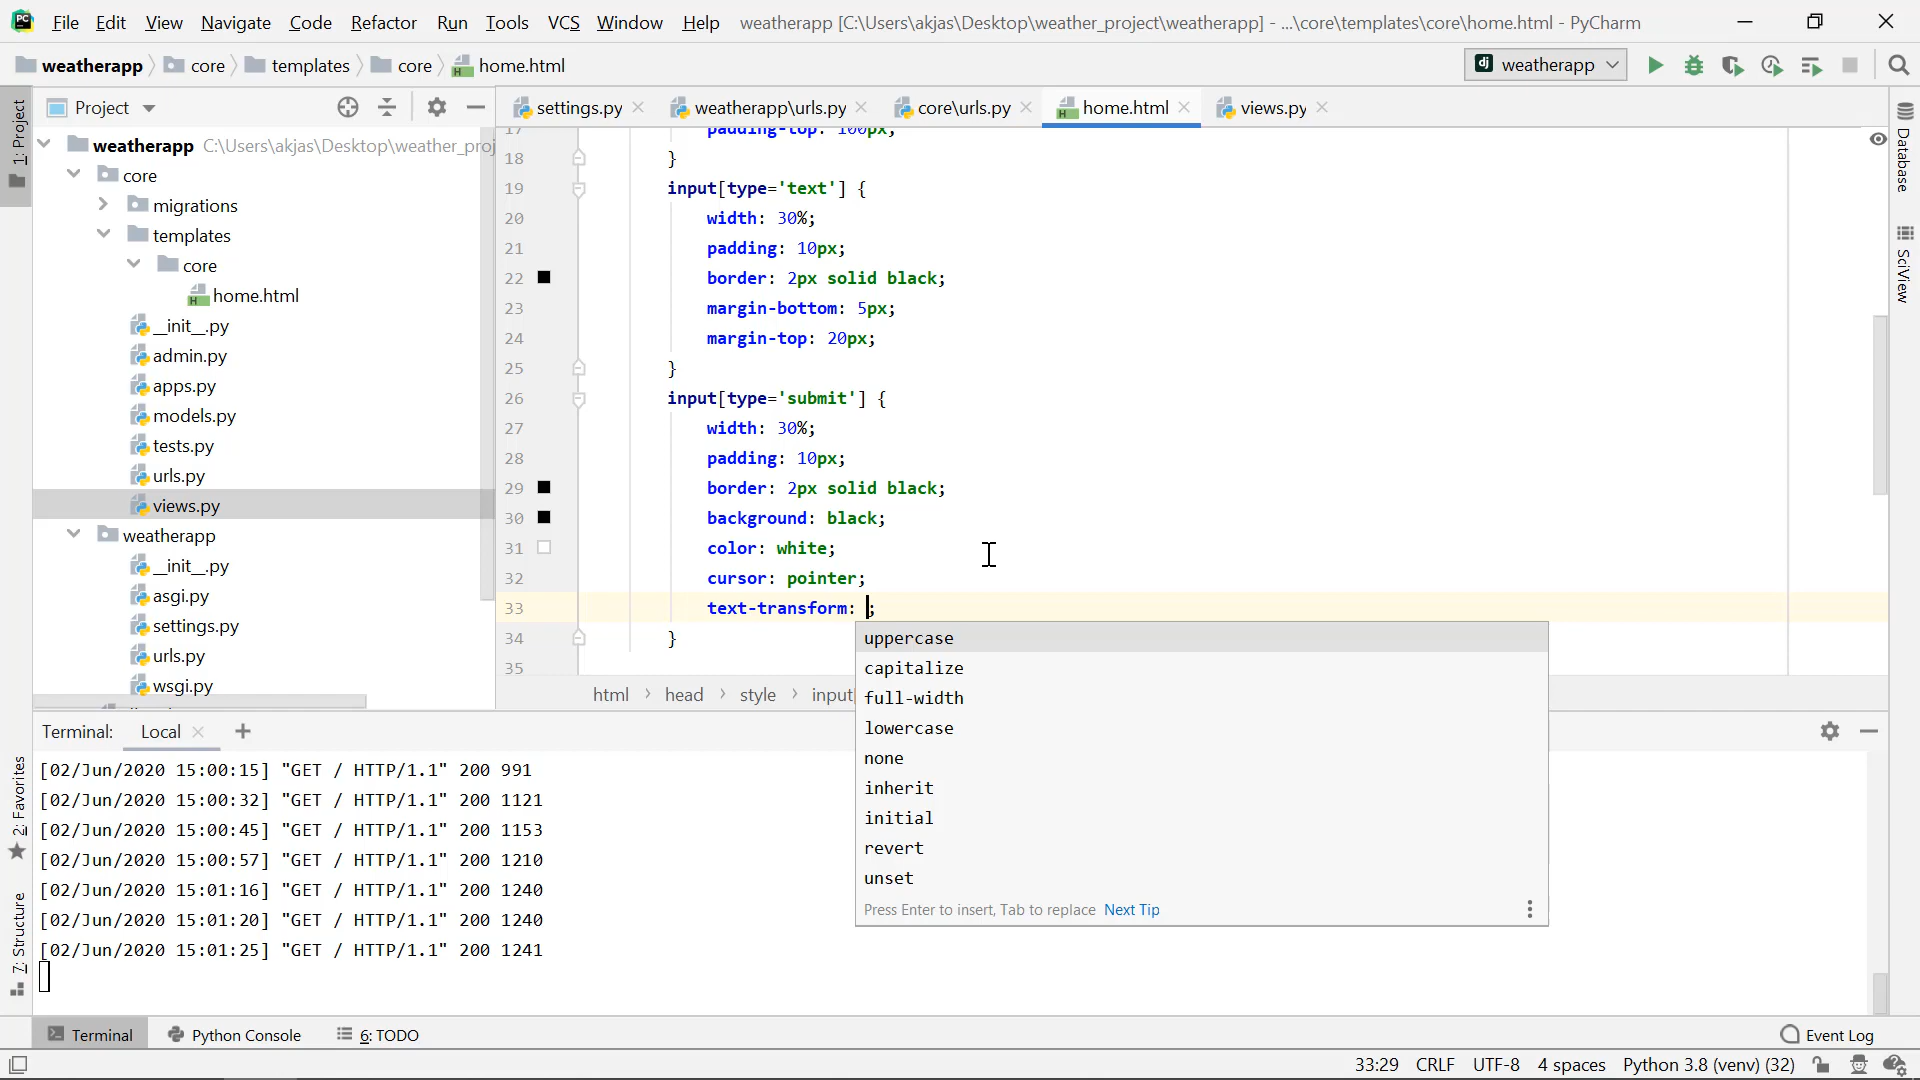 File Edit View Navigate Code Refactor Run Tools VCS Window Help weatherapp [C:\Users\akjas\Desktop\weather_project\weatherapp] - ...\core\templates\core\home.html - PyCharm
weatherapp core templates core home.html weatherapp
1: Project
Project
settings.py weatherapp\urls.py core\urls.py home.html views.py
Database
SciView
weatherapp C:\Users\akjas\Desktop\weather_proj
core
migrations
templates
core
home.html
__init__.py
admin.py
apps.py
models.py
tests.py
urls.py
views.py
weatherapp
__init__.py
asgi.py
settings.py
urls.py
wsgi.py
17 padding-top: 100px;
18 }
19 input[type='text'] {
20 width: 30%;
21 padding: 10px;
22 border: 2px solid black;
23 margin-bottom: 5px;
24 margin-top: 20px;
25 }
26 input[type='submit'] {
27 width: 30%;
28 padding: 10px;
29 border: 2px solid black;
30 background: black;
31 color: white;
32 cursor: pointer;
33 text-transform: ;
34 }
35
uppercase
capitalize
full-width
lowercase
none
inherit
initial
revert
unset
Press Enter to insert, Tab to replace Next Tip
html head style input[
Terminal: Local
2: Favorites
7: Structure
[02/Jun/2020 15:00:15] "GET / HTTP/1.1" 200 991
[02/Jun/2020 15:00:32] "GET / HTTP/1.1" 200 1121
[02/Jun/2020 15:00:45] "GET / HTTP/1.1" 200 1153
[02/Jun/2020 15:00:57] "GET / HTTP/1.1" 200 1210
[02/Jun/2020 15:01:16] "GET / HTTP/1.1" 200 1240
[02/Jun/2020 15:01:20] "GET / HTTP/1.1" 200 1240
[02/Jun/2020 15:01:25] "GET / HTTP/1.1" 200 1241
Terminal Python Console 6: TODO Event Log
33:29 CRLF UTF-8 4 spaces Python 3.8 (venv) (32)